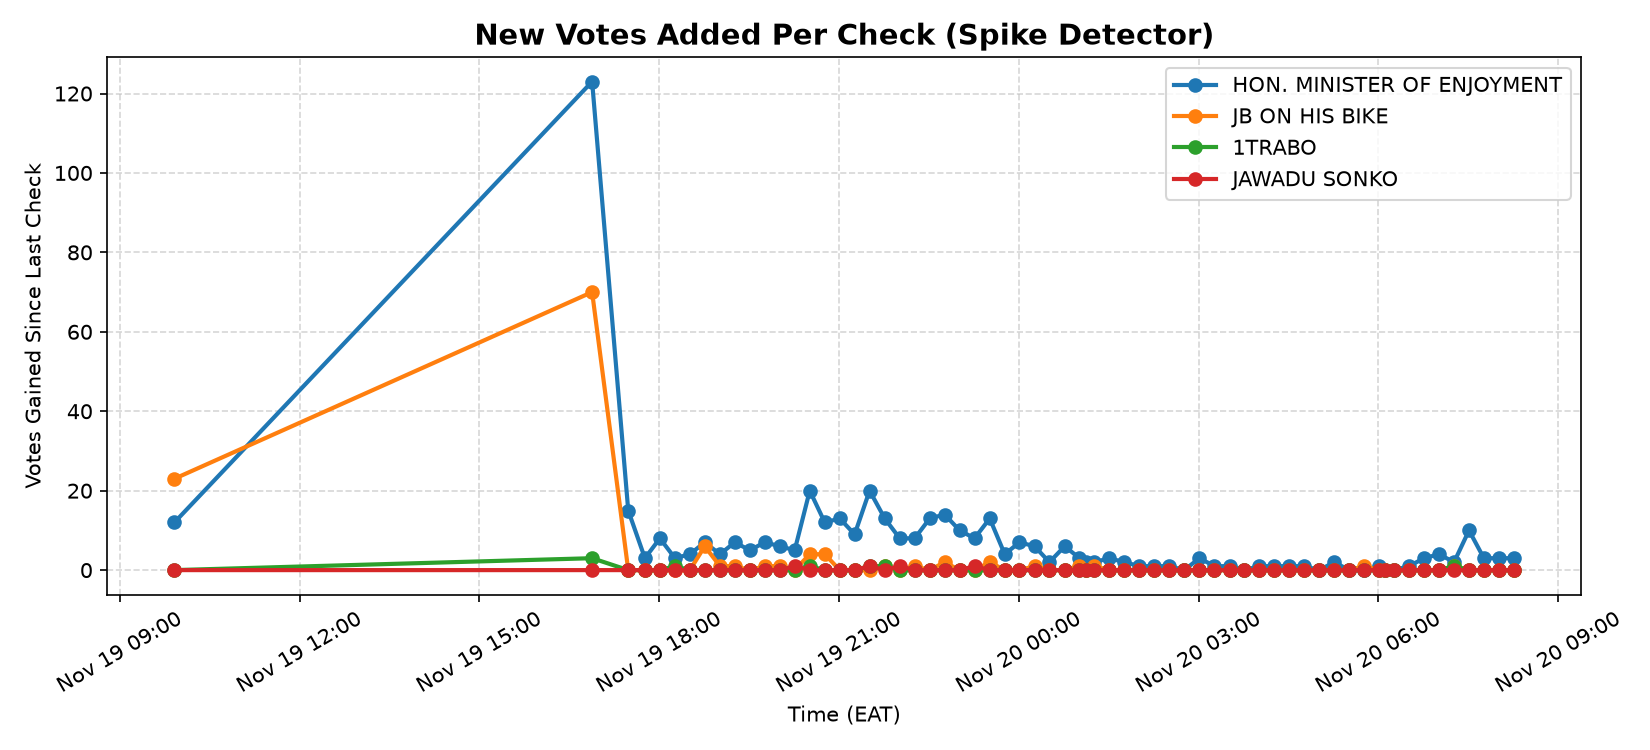 New Votes Added Per Check (Spike Detector)
HON. MINISTER OF ENJOYMENT
JB ON HIS BIKE
1TRABO
JAWADU SONKO
Votes Gained Since Last Check
120
100
80
60
40
20
0
Nov 19 09:00
Nov 19 12:00
Nov 19 15:00
Nov 19 18:00
Nov 19 21:00
Nov 20 00:00
Nov 20 03:00
Nov 20 06:00
Nov 20 09:00
Time (EAT)